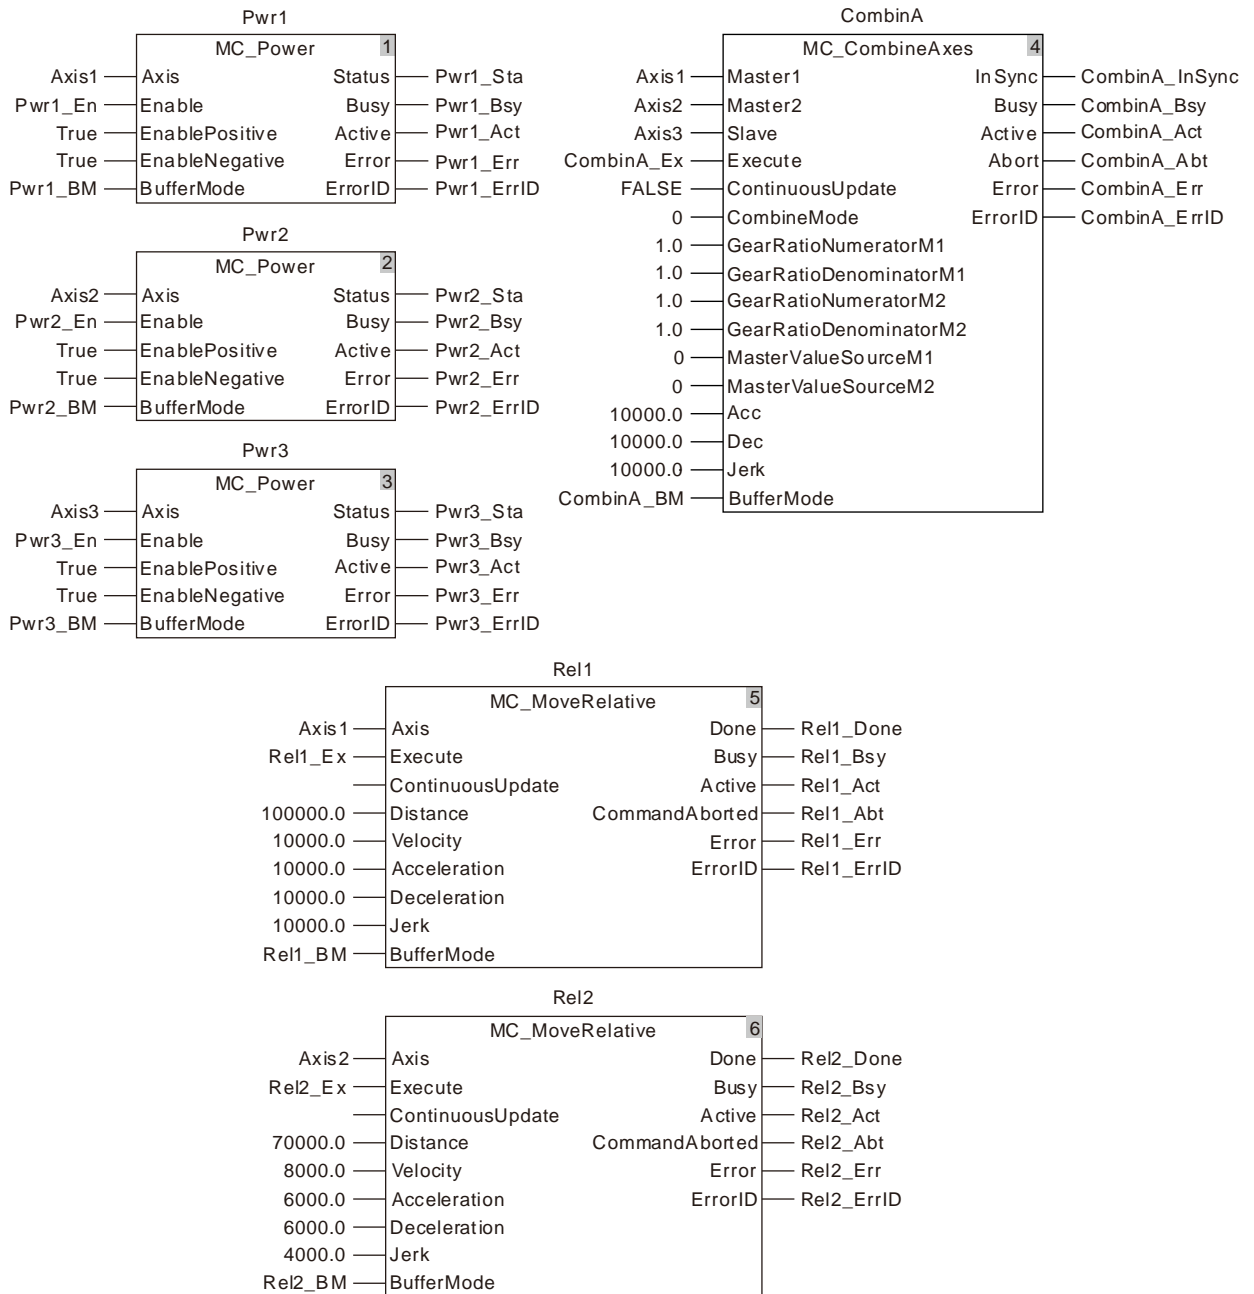 Pwr1
MC_Power 1
Axis1 Axis Status Pwr1_Sta
Pwr1_En Enable Busy Pwr1_Bsy
True EnablePositive Active Pwr1_Act
True EnableNegative Error Pwr1_Err
Pwr1_BM BufferMode ErrorID Pwr1_ErrID
Pwr2
MC_Power 2
Axis2 Axis Status Pwr2_Sta
Pwr2_En Enable Busy Pwr2_Bsy
True EnablePositive Active Pwr2_Act
True EnableNegative Error Pwr2_Err
Pwr2_BM BufferMode ErrorID Pwr2_ErrID
Pwr3
MC_Power 3
Axis3 Axis Status Pwr3_Sta
Pwr3_En Enable Busy Pwr3_Bsy
True EnablePositive Active Pwr3_Act
True EnableNegative Error Pwr3_Err
Pwr3_BM BufferMode ErrorID Pwr3_ErrID
CombinA
MC_CombineAxes 4
Axis1 Master1 InSync CombinA_InSync
Axis2 Master2 Busy CombinA_Bsy
Axis3 Slave Active CombinA_Act
CombinA_Ex Execute Abort CombinA_Abt
FALSE ContinuousUpdate Error CombinA_Err
0 CombineMode ErrorID CombinA_ErrID
1.0 GearRatioNumeratorM1
1.0 GearRatioDenominatorM1
1.0 GearRatioNumeratorM2
1.0 GearRatioDenominatorM2
0 MasterValueSourceM1
0 MasterValueSourceM2
10000.0 Acc
10000.0 Dec
10000.0 Jerk
CombinA_BM BufferMode
Rel1
MC_MoveRelative 5
Axis1 Axis Done Rel1_Done
Rel1_Ex Execute Busy Rel1_Bsy
ContinuousUpdate Active Rel1_Act
100000.0 Distance CommandAborted Rel1_Abt
10000.0 Velocity Error Rel1_Err
10000.0 Acceleration ErrorID Rel1_ErrID
10000.0 Deceleration
10000.0 Jerk
Rel1_BM BufferMode
Rel2
MC_MoveRelative 6
Axis2 Axis Done Rel2_Done
Rel2_Ex Execute Busy Rel2_Bsy
ContinuousUpdate Active Rel2_Act
70000.0 Distance CommandAborted Rel2_Abt
8000.0 Velocity Error Rel2_Err
6000.0 Acceleration ErrorID Rel2_ErrID
6000.0 Deceleration
4000.0 Jerk
Rel2_BM BufferMode